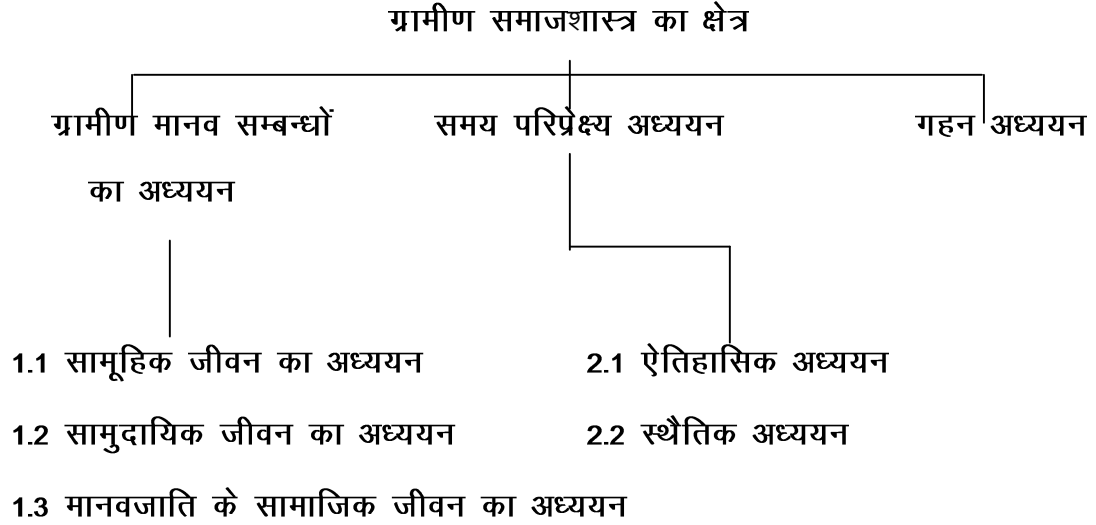 ग्रामीण समाजशास्त्र का क्षेत्र
ग्रामीण मानव सम्बन्धों
का अध्ययन
समय परिप्रेक्ष्य अध्ययन
गहन अध्ययन
1.1 सामूहिक जीवन का अध्ययन
1.2 सामुदायिक जीवन का अध्ययन
1.3 मानवजाति के सामाजिक जीवन का अध्ययन
2.1 ऐतिहासिक अध्ययन
2.2 स्थैतिक अध्ययन